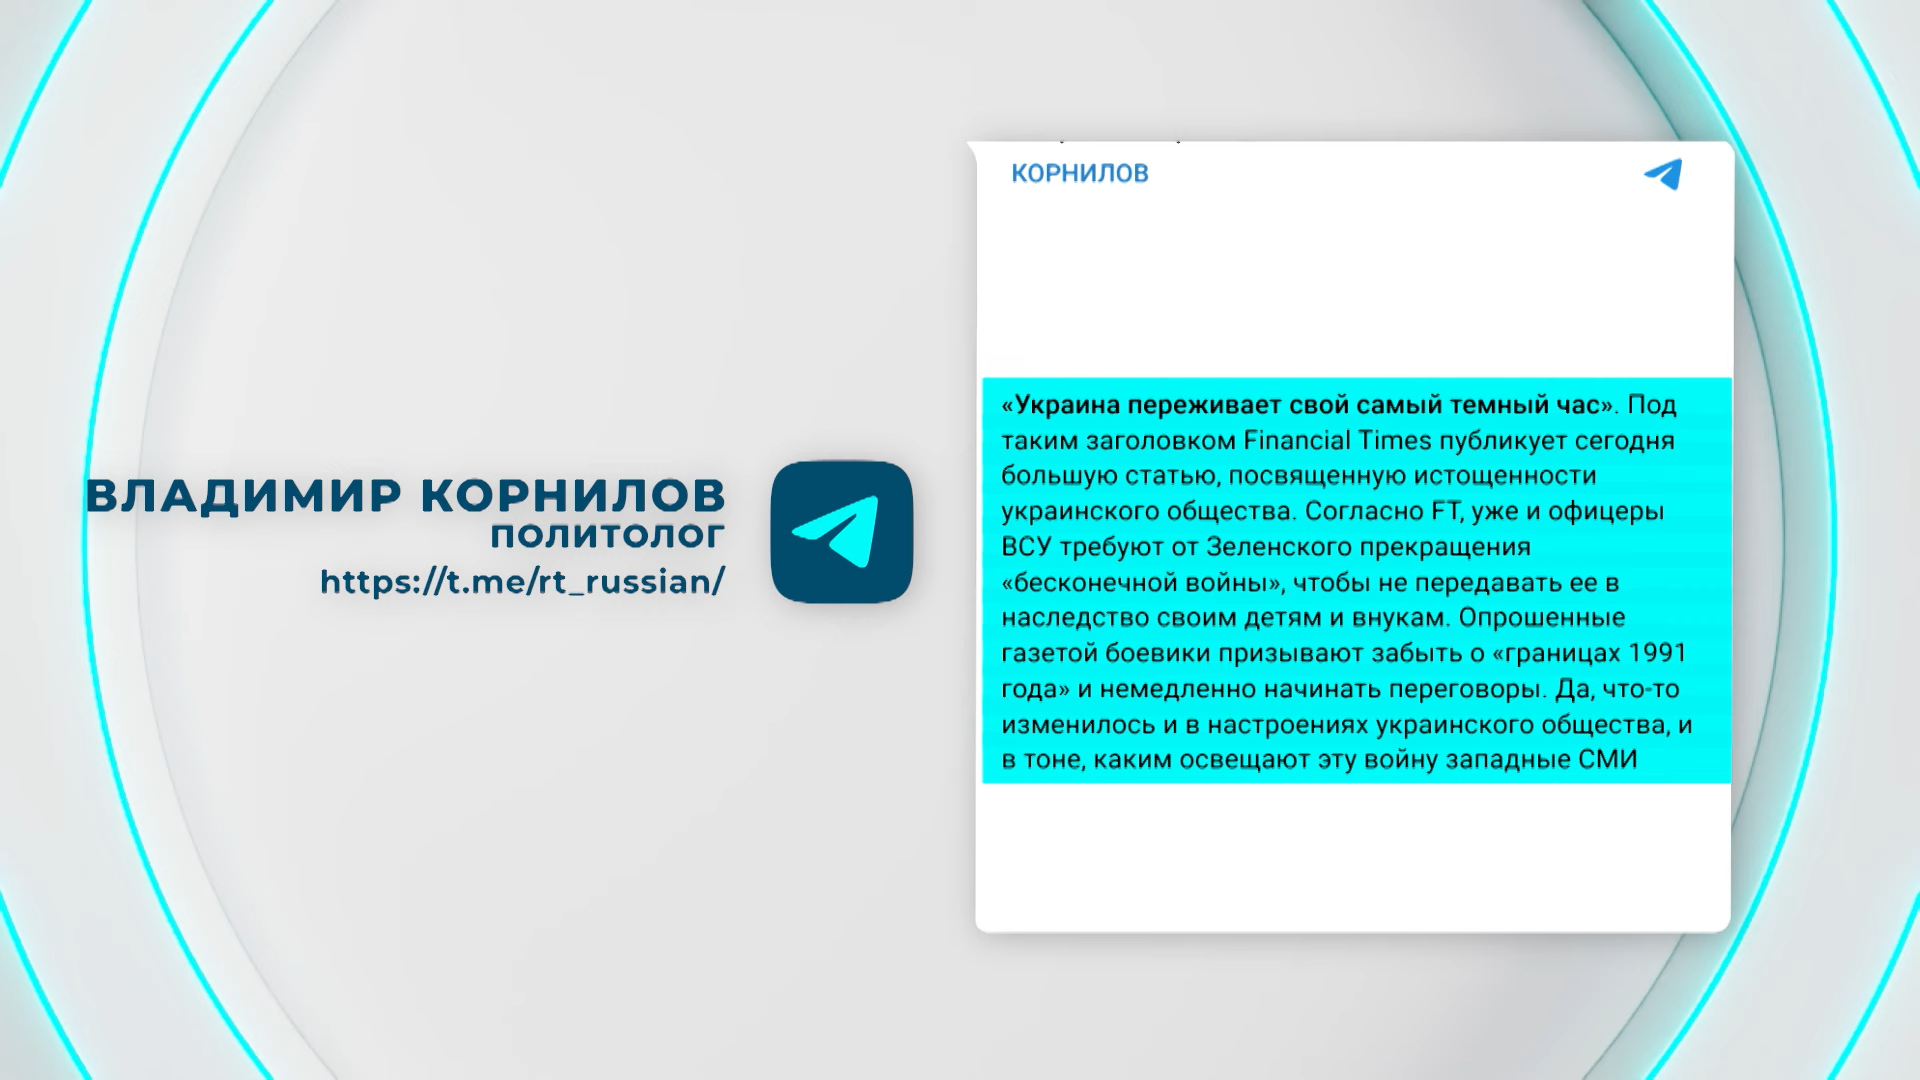 ВЛАДИМИР КОРНИЛОВ
ПОЛИТОЛОГ
https://t.me/rt_russian/
КОРНИЛОВ
«Украина переживает свой самый темный час». Под
таким заголовком Financial Times публикует сегодня
большую статью, посвященную истощенности
украинского общества. Согласно FT, уже и офицеры
ВСУ требуют от Зеленского прекращения
«бесконечной войны», чтобы не передавать ее в
наследство своим детям и внукам. Опрошенные
газетой боевики призывают забыть о «границах 1991
года» и немедленно начинать переговоры. Да, что-то
изменилось и в настроениях украинского общества, и
в тоне, каким освещают эту войну западные СМИ